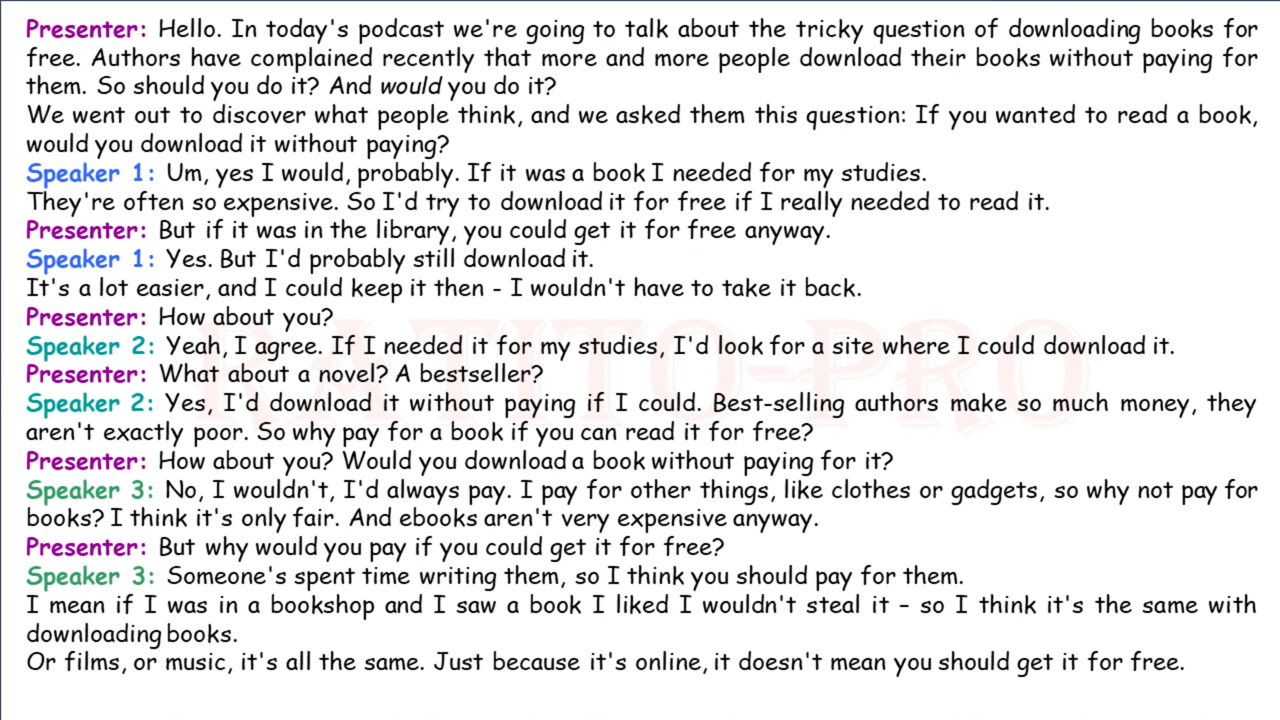 Presenter: Hello. In today's podcast we're going to talk about the tricky question of downloading books for
free. Authors have complained recently that more and more people download their books without paying for
them. So should you do it? And would you do it?
We went out to discover what people think, and we asked them this question: If you wanted to read a book,
would you download it without paying?
Speaker 1: Um, yes I would, probably. If it was a book I needed for my studies.
They're often so expensive. So I'd try to download it for free if I really needed to read it.
Presenter: But if it was in the library, you could get it for free anyway.
Speaker 1: Yes. But I'd probably still download it.
It's a lot easier, and I could keep it then - I wouldn't have to take it back.
Presenter: How about you?
Speaker 2: Yeah, I agree. If I needed it for my studies, I'd look for a site where I could download it.
Presenter: What about a novel? A bestseller?
Speaker 2: Yes, I'd download it without paying if I could. Best-selling authors make so much money, they
aren't exactly poor. So why pay for a book if you can read it for free?
Presenter: How about you? Would you download a book without paying for it?
Speaker 3: No, I wouldn't, I'd always pay. I pay for other things, like clothes or gadgets, so why not pay for
books? I think it's only fair. And ebooks aren't very expensive anyway.
Presenter: But why would you pay if you could get it for free?
Speaker 3: Someone's spent time writing them, so I think you should pay for them.
I mean if I was in a bookshop and I saw a book I liked I wouldn't steal it – so I think it's the same with
downloading books.
Or films, or music, it's all the same. Just because it's online, it doesn't mean you should get it for free.
RATITO-PRO